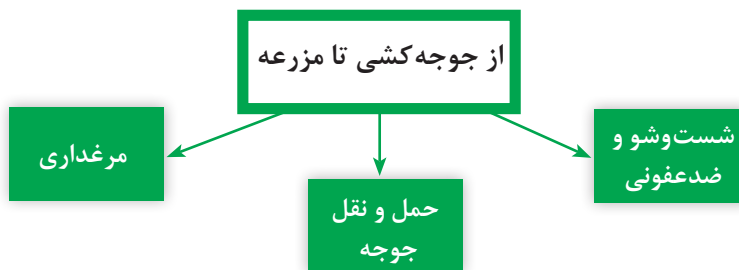 از جوجه‌کشی تا مزرعه
شست‌وشو و
ضدعفونی
حمل و نقل
جوجه
مرغداری